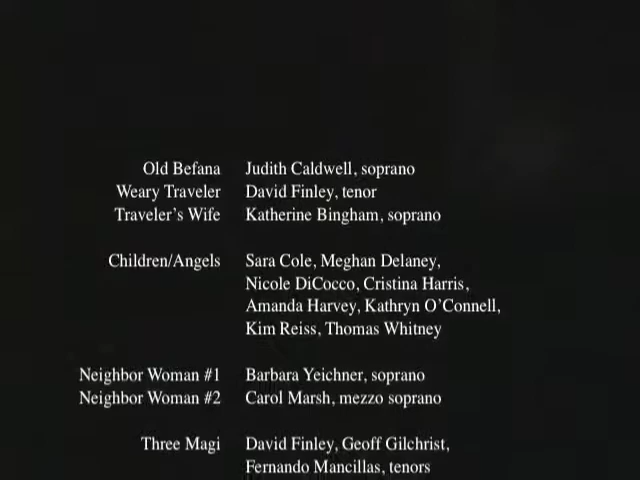 Old Befana Judith Caldwell, soprano
Weary Traveler David Finley, tenor
Traveler's Wife Katherine Bingham, soprano
Children/Angels Sara Cole, Meghan Delaney,
Nicole DiCocco, Cristina Harris,
Amanda Harvey, Kathryn O'Connell,
Kim Reiss, Thomas Whitney
Neighbor Woman #1 Barbara Yeichner, soprano
Neighbor Woman #2 Carol Marsh, mezzo soprano
Three Magi David Finley, Geoff Gilchrist,
Fernando Mancillas, tenors